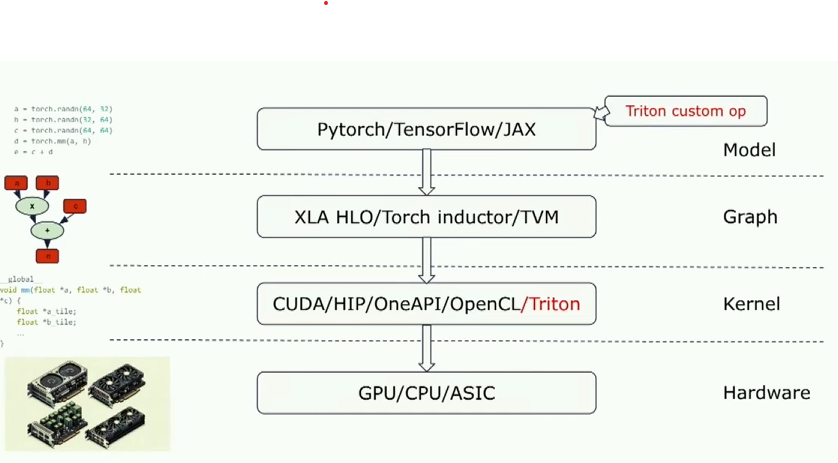 a = torch.randn(64, 32)
b = torch.randn(32, 64)
c = torch.randn(64, 64)
d = torch.mm(a, b)
e = c + d
Pytorch/TensorFlow/JAX
Triton custom op
Model
a
b
x
c
+
e
XLA HLO/Torch inductor/TVM
Graph
__global__
void mm(float *a, float *b, float
*c) {
float *a_tile;
float *b_tile;
...
}
CUDA/HIP/OneAPI/OpenCL/Triton
Kernel
GPU/CPU/ASIC
Hardware